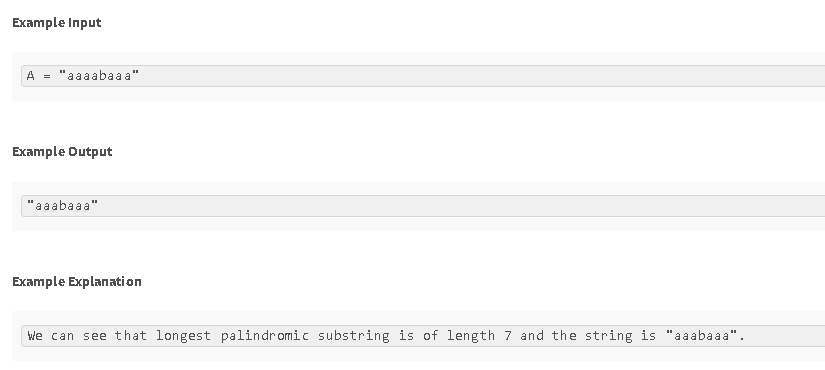 Example Input
A = "aaaabaaa"
Example Output
"aaabaaa"
Example Explanation
We can see that longest palindromic substring is of length 7 and the string is "aaabaaa".